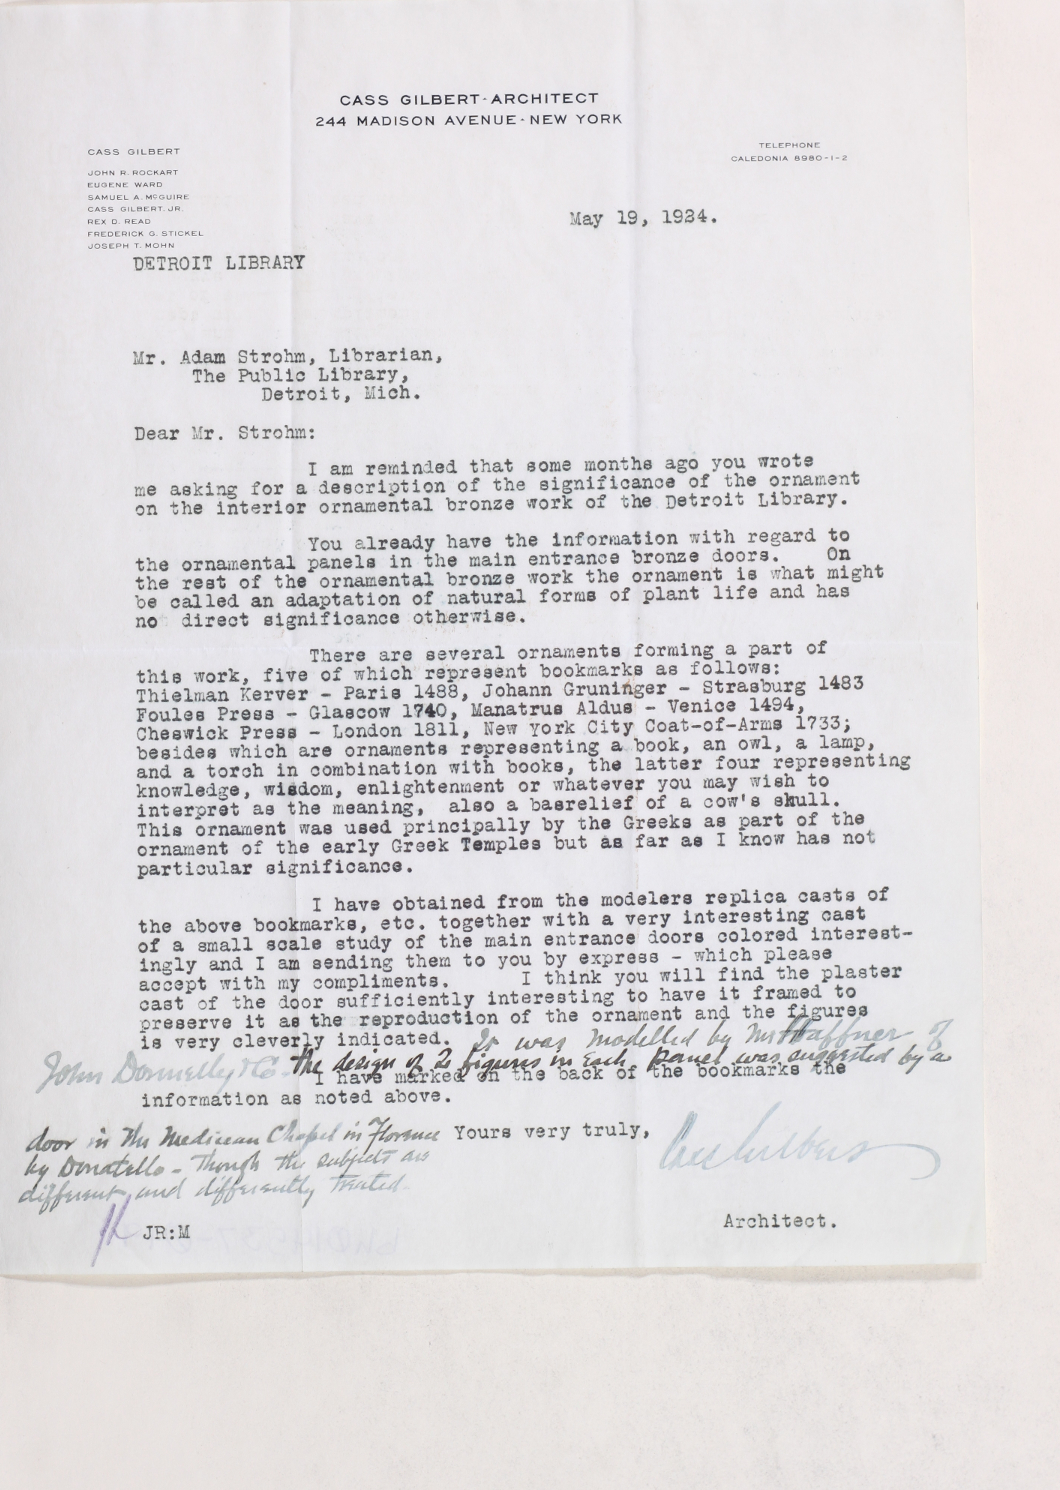 CASS GILBERT-ARCHITECT
244 MADISON AVENUE-NEW YORK
CASS GILBERT
JOHN R. ROCKART
EUGENE WARD
SAMUEL A. McGUIRE
CASS GILBERT, JR.
REX D. READ
FREDERICK G. STICKEL
JOSEPH T. MOHN
TELEPHONE
CALEDONIA 8980-1-2
May 19, 1924.
DETROIT LIBRARY
Mr. Adam Strohm, Librarian,
The Public Library,
Detroit, Mich.
Dear Mr. Strohm:
I am reminded that some months ago you wrote
me asking for a description of the significance of the ornament
on the interior ornamental bronze work of the Detroit Library.
You already have the information with regard to
the ornamental panels in the main entrance bronze doors. On
the rest of the ornamental bronze work the ornament is what might
be called an adaptation of natural forms of plant life and has
no direct significance otherwise.
There are several ornaments forming a part of
this work, five of which represent bookmarks as follows:
Thielman Kerver - Paris 1488, Johann Gruninger - Strasburg 1483
Foules Press - Glascow 1740, Manatrus Aldus - Venice 1494,
Cheswick Press - London 1811, New York City Coat-of-Arms 1733;
besides which are ornaments representing a book, an owl, a lamp,
and a torch in combination with books, the latter four representing
knowledge, wisdom, enlightenment or whatever you may wish to
interpret as the meaning, also a basrelief of a cow's skull.
This ornament was used principally by the Greeks as part of the
ornament of the early Greek Temples but as far as I know has not
particular significance.
I have obtained from the modelers replica casts of
the above bookmarks, etc. together with a very interesting cast
of a small scale study of the main entrance doors colored interest-
ingly and I am sending them to you by express - which please
accept with my compliments. I think you will find the plaster
cast of the door sufficiently interesting to have it framed to
preserve it as the reproduction of the ornament and the figures
is very cleverly indicated. It was modelled by Mr Haffner of
John Donnelly & Co. - the design of 2 figures in each panel was suggested by a
I have marked on the back of the bookmarks the
information as noted above.
door in the Medicean Chapel in Florence
by Donatello - Though the subjects are
different and differently treated.
Yours very truly,
Cass Gilbert
Architect.
JR:M